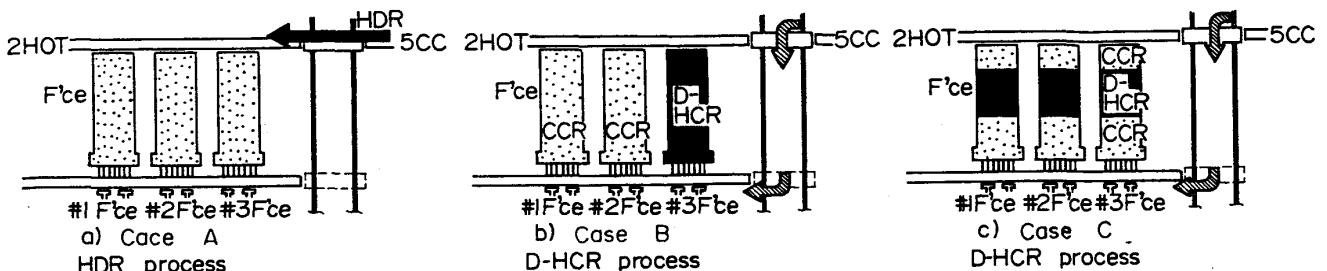 HDR
2HOT
5CC
F'ce
#1 F'ce #2F'ce #3F'ce
a) Cace A
HDR process
2HOT
5CC
F'ce
D-
HCR
CCR CCR
#1F'ce #2F'ce #3F'ce
b) Case B
D-HCR process
2HOT
5CC
CCR
F'ce
D-
HCR
CCR
#1F'ce #2F'ce #3F'ce
c) Case C
D-HCR process